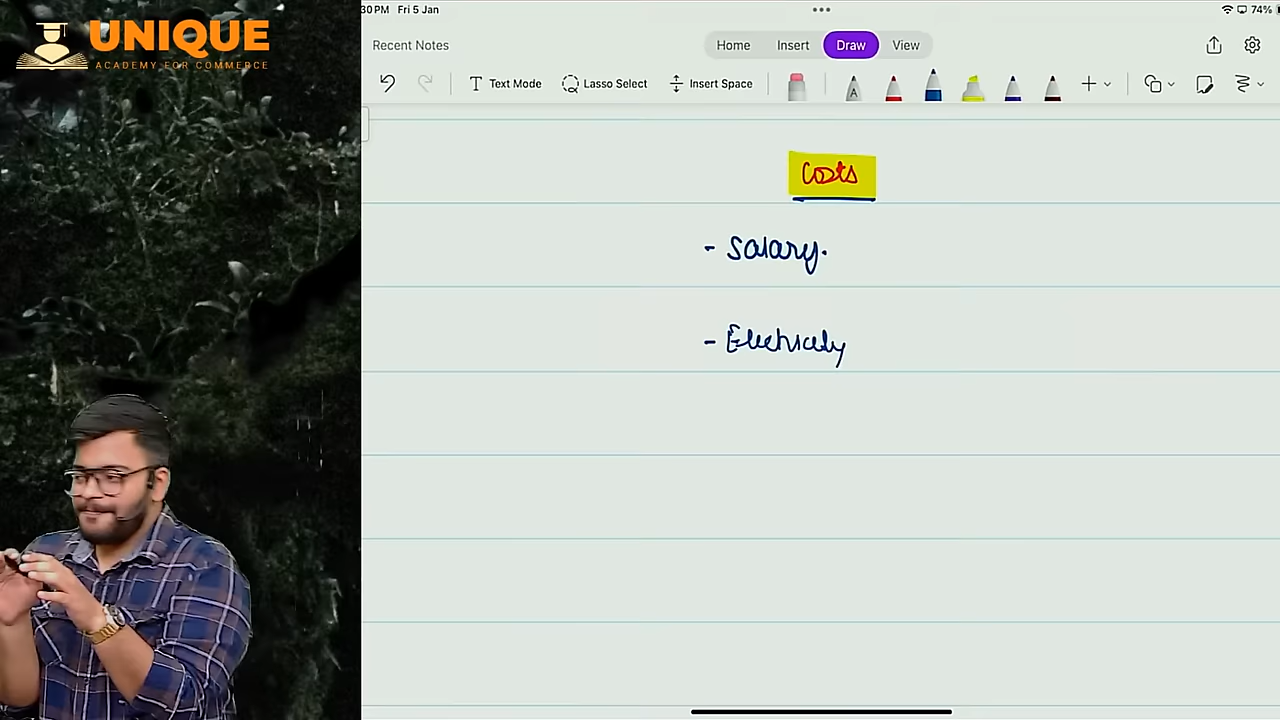 30 PM Fri 5 Jan
74%
UNIQUE
ACADEMY FOR COMMERCE
Recent Notes
Home Insert Draw View
Text Mode Lasso Select Insert Space
A
Costs
- Salary.
- Electricity